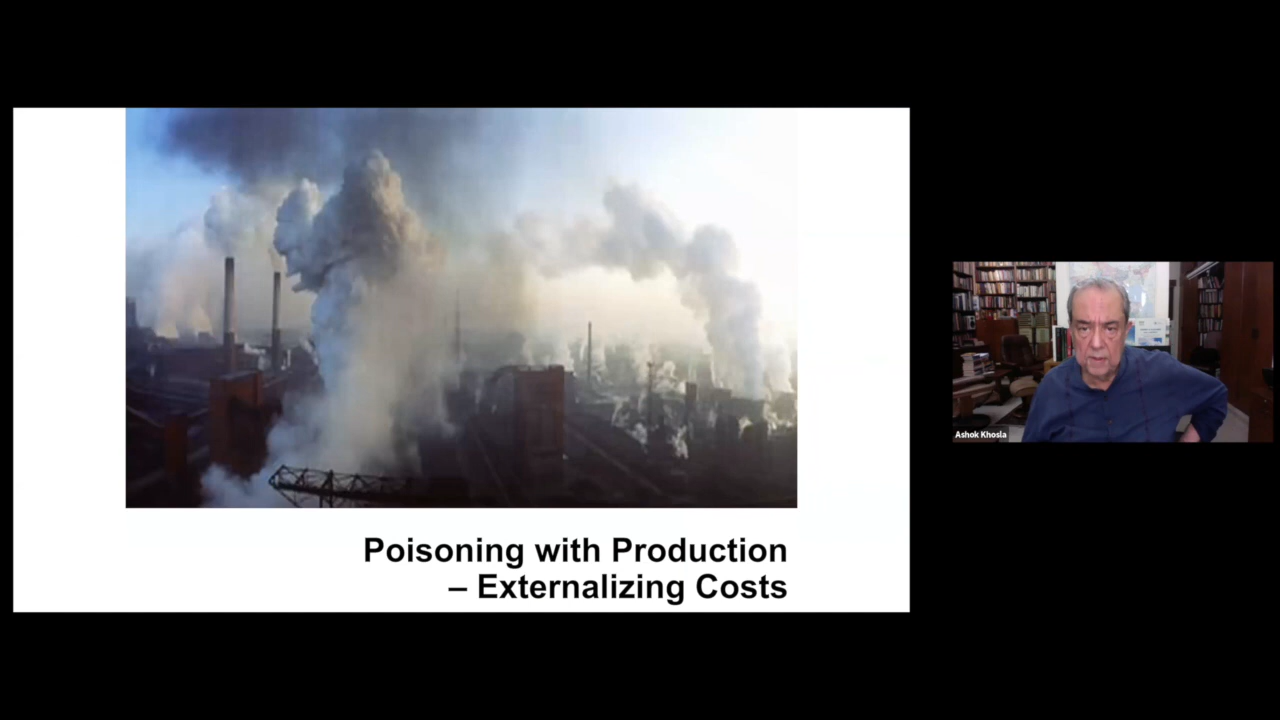 Poisoning with Production
– Externalizing Costs
Ashok Khosla